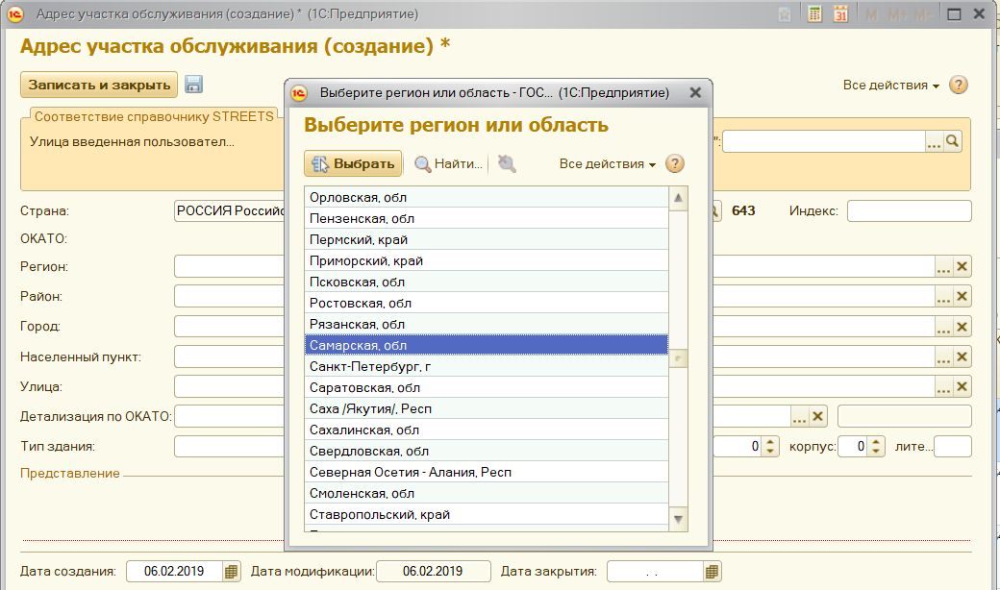 Адрес участка обслуживания (создание) * (1С:Предприятие)
31 M M+ M-
Адрес участка обслуживания (создание) *
Записать и закрыть
Все действия ?
Соответствие справочнику STREETS
Улица введенная пользовател...
":
...
Страна: РОССИЯ Российс
643 Индекс:
ОКАТО:
Регион: ...
Район: ...
Город: ...
Населенный пункт: ...
Улица: ...
Детализация по ОКАТО: ...
Тип здания: 0 корпус: 0 лите...
Представление
Дата создания: 06.02.2019 Дата модификации: 06.02.2019 Дата закрытия: . .
Выберите регион или область - ГОС... (1С:Предприятие)
Выберите регион или область
Выбрать Найти... Все действия ?
Орловская, обл
Пензенская, обл
Пермский, край
Приморский, край
Псковская, обл
Ростовская, обл
Рязанская, обл
Самарская, обл
Санкт-Петербург, г
Саратовская, обл
Саха /Якутия/, Респ
Сахалинская, обл
Свердловская, обл
Северная Осетия - Алания, Респ
Смоленская, обл
Ставропольский, край